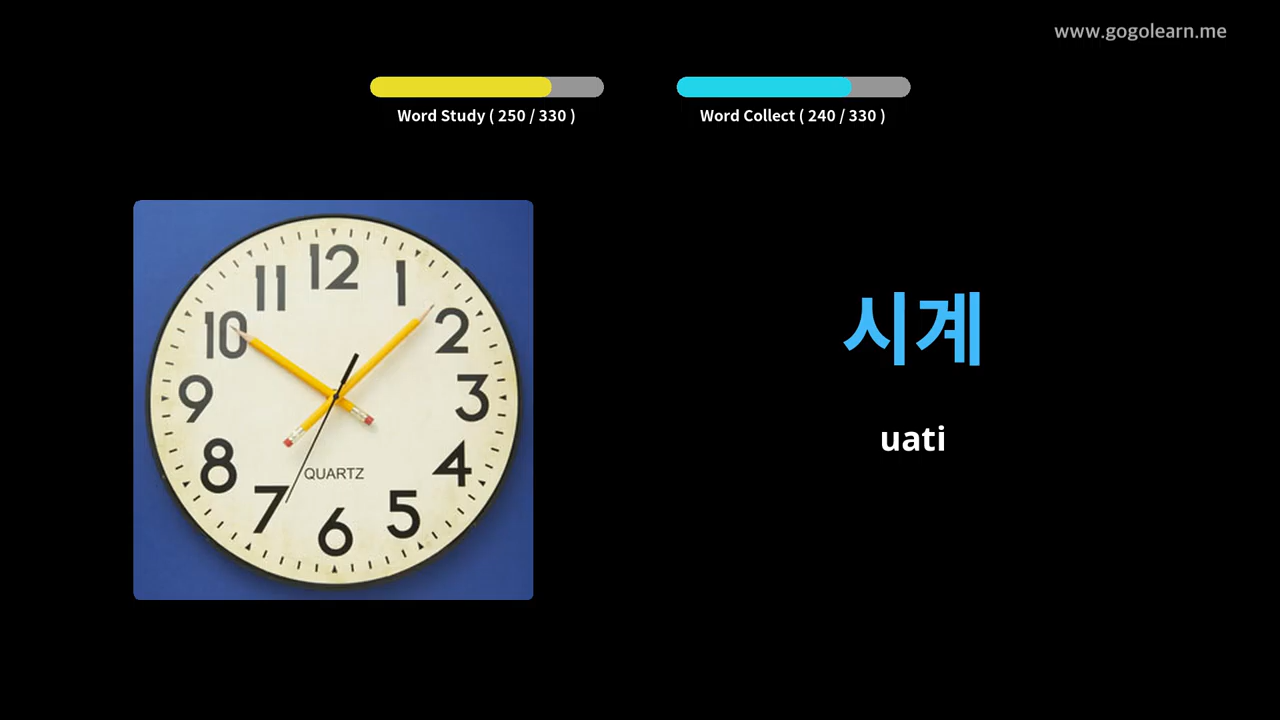 www.gogolearn.me
Word Study ( 250 / 330 )
Word Collect ( 240 / 330 )
12
11
1
10
2
9
3
8
4
QUARTZ
7
5
6
시계
uati